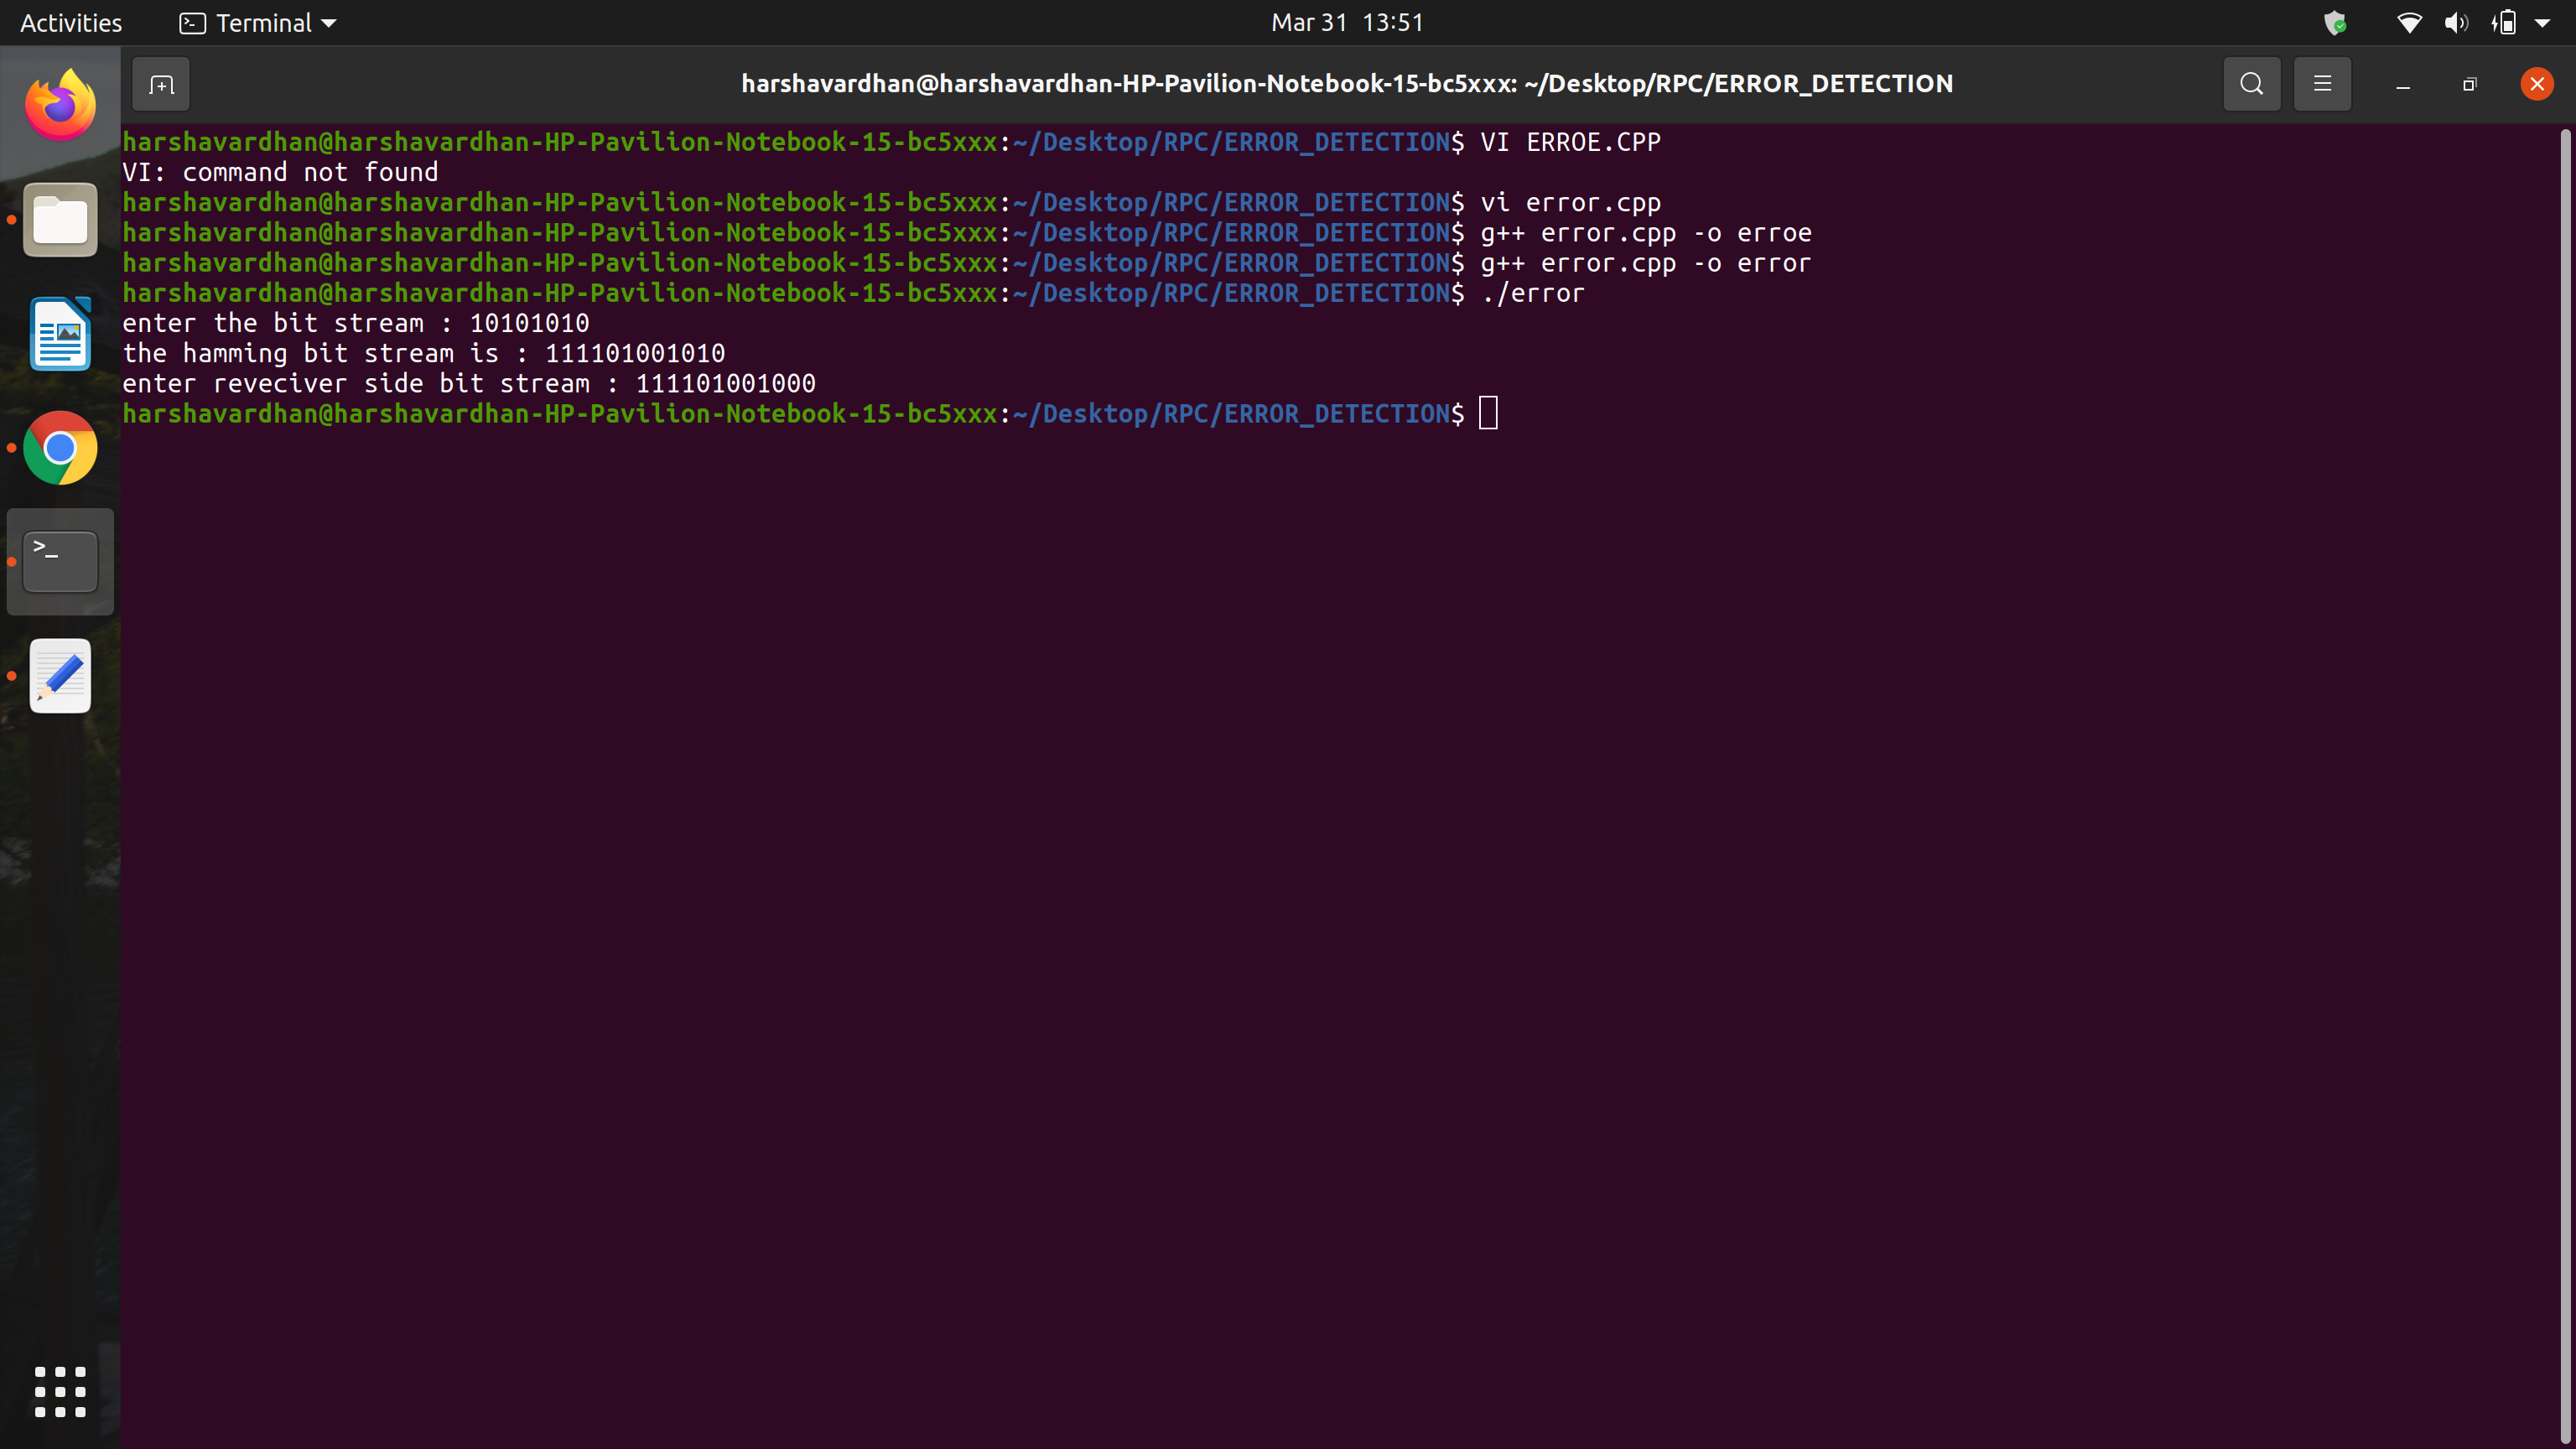 Activities Terminal Mar 31 13:51
harshavardhan@harshavardhan-HP-Pavilion-Notebook-15-bc5xxx: ~/Desktop/RPC/ERROR_DETECTION
harshavardhan@harshavardhan-HP-Pavilion-Notebook-15-bc5xxx:~/Desktop/RPC/ERROR_DETECTION$ VI ERROE.CPP
VI: command not found
harshavardhan@harshavardhan-HP-Pavilion-Notebook-15-bc5xxx:~/Desktop/RPC/ERROR_DETECTION$ vi error.cpp
harshavardhan@harshavardhan-HP-Pavilion-Notebook-15-bc5xxx:~/Desktop/RPC/ERROR_DETECTION$ g++ error.cpp -o erroe
harshavardhan@harshavardhan-HP-Pavilion-Notebook-15-bc5xxx:~/Desktop/RPC/ERROR_DETECTION$ g++ error.cpp -o error
harshavardhan@harshavardhan-HP-Pavilion-Notebook-15-bc5xxx:~/Desktop/RPC/ERROR_DETECTION$ ./error
enter the bit stream : 10101010
the hamming bit stream is : 111101001010
enter reveciver side bit stream : 111101001000
harshavardhan@harshavardhan-HP-Pavilion-Notebook-15-bc5xxx:~/Desktop/RPC/ERROR_DETECTION$